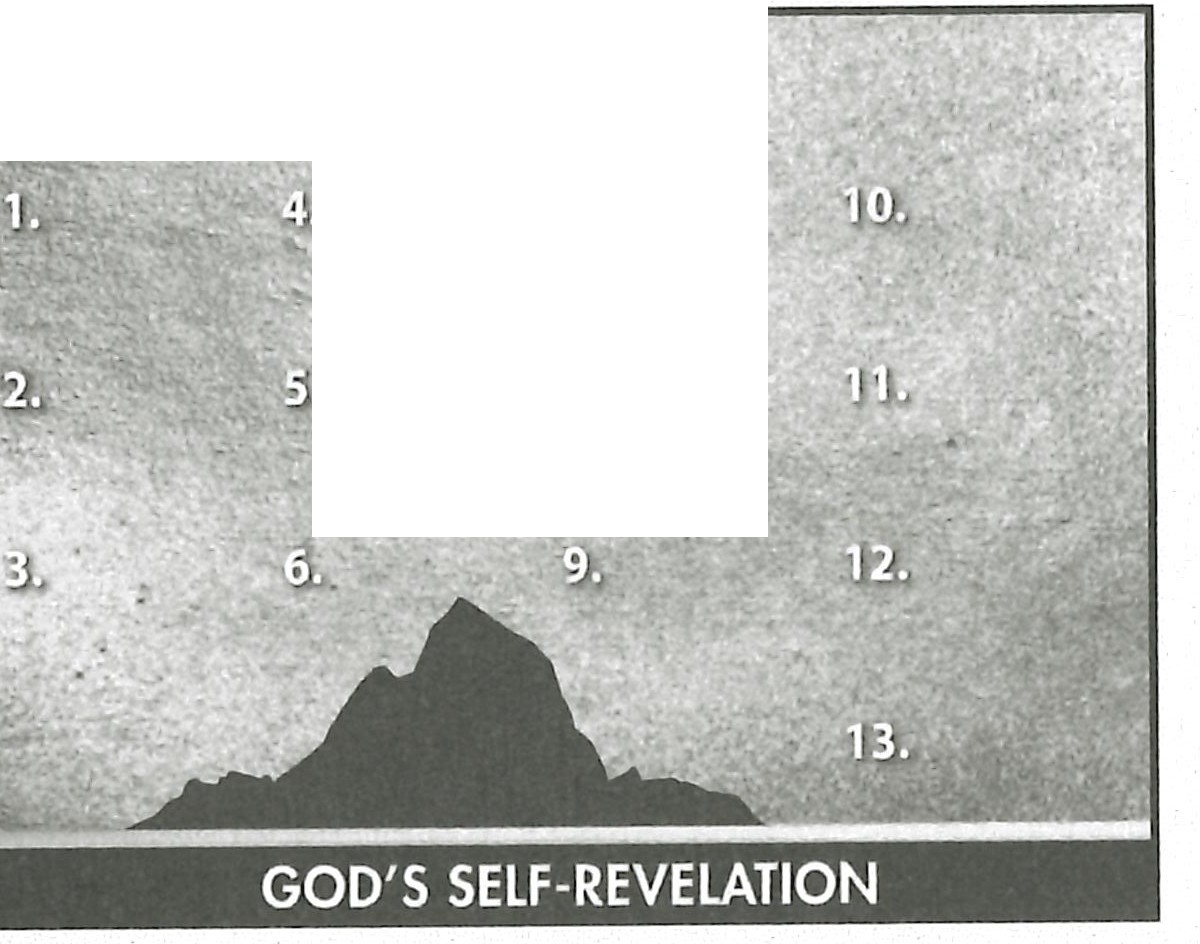 1. 4. 10.
2. 5 11.
3. 6. 9. 12.
13.
GOD'S SELF-REVELATION